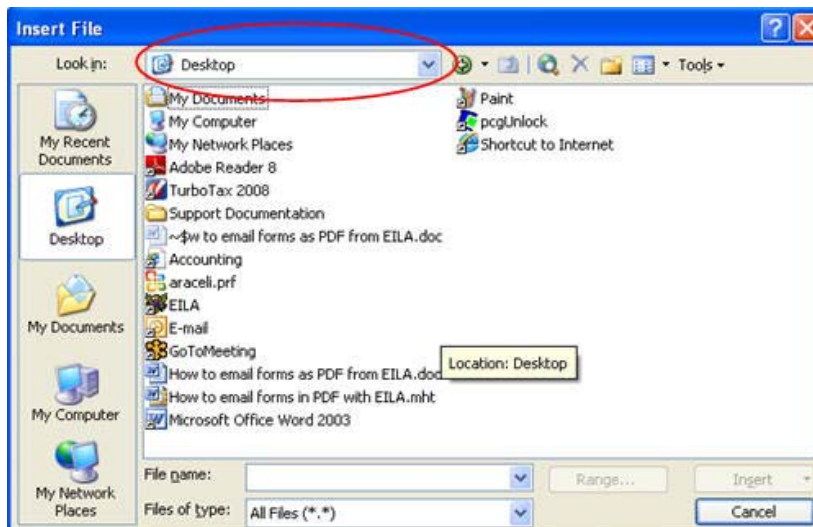 Insert File
Look in:
Desktop
Tools
My Recent
Documents
Desktop
My Documents
My Computer
My Network
Places
My Documents
My Computer
My Network Places
Adobe Reader 8
TurboTax 2008
Support Documentation
~$w to email forms as PDF from EILA.doc
Accounting
araceli.prf
EILA
E-mail
GoToMeeting
How to email forms as PDF from EILA.doc
How to email forms in PDF with EILA.mht
Microsoft Office Word 2003
Paint
pcgUnlock
Shortcut to Internet
Location: Desktop
File name:
Range...
Insert
Files of type:
All Files (*.*)
Cancel